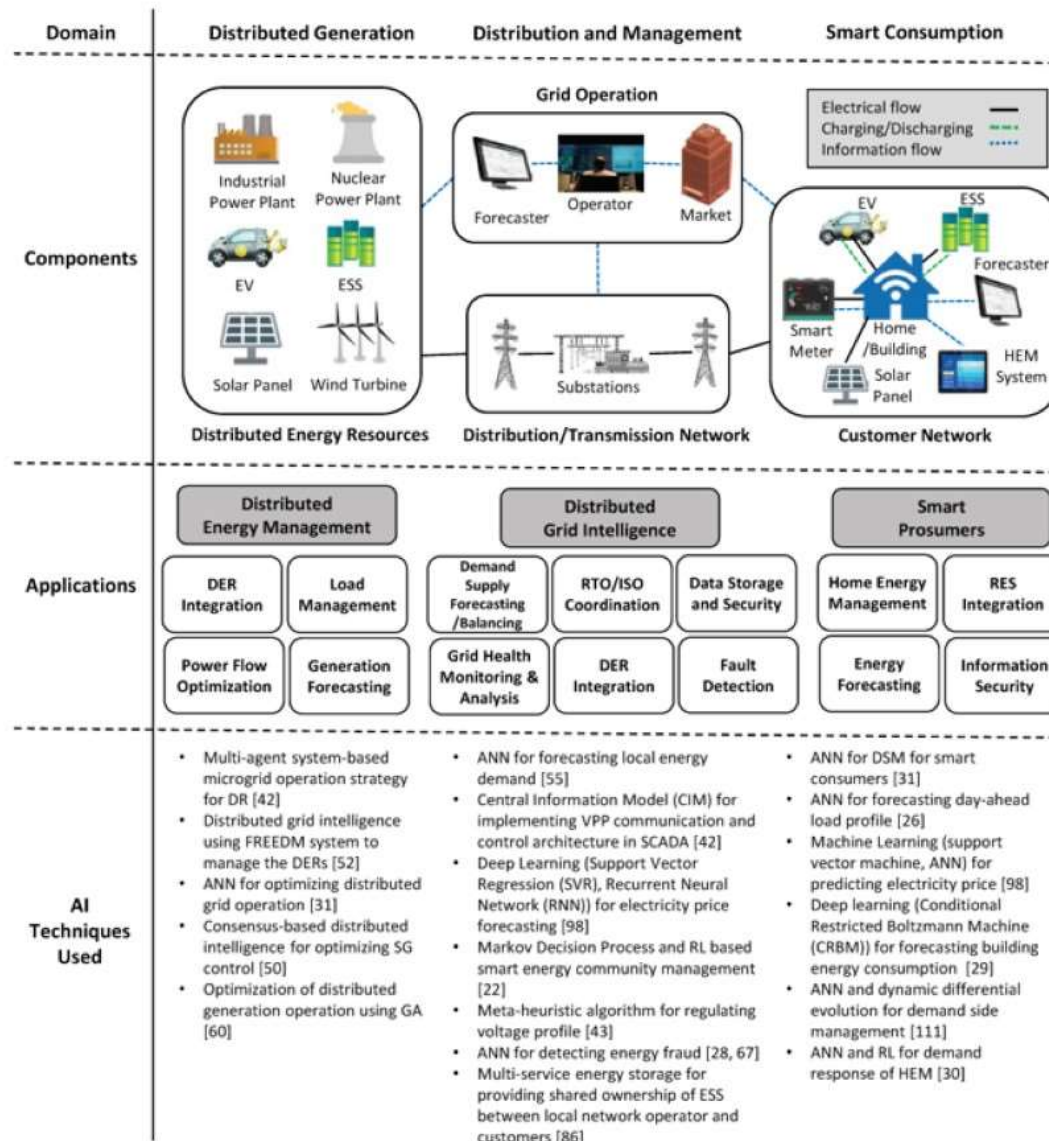 Domain
Distributed Generation
Distribution and Management
Smart Consumption
Components
Industrial
Power Plant
Nuclear
Power Plant
EV
ESS
Solar Panel
Wind Turbine
Distributed Energy Resources
Grid Operation
Forecaster
Operator
Market
Substations
Distribution/Transmission Network
Electrical flow
Charging/Discharging
Information flow
EV
ESS
Forecaster
Smart
Meter
Home
/Building
HEM
System
Solar
Panel
Customer Network
Applications
Distributed
Energy Management
DER
Integration
Load
Management
Power Flow
Optimization
Generation
Forecasting
Distributed
Grid Intelligence
Demand
Supply
Forecasting
/Balancing
RTO/ISO
Coordination
Data Storage
and Security
Grid Health
Monitoring &
Analysis
DER
Integration
Fault
Detection
Smart
Prosumers
Home Energy
Management
RES
Integration
Energy
Forecasting
Information
Security
AI
Techniques
Used
• Multi-agent system-based
microgrid operation strategy
for DR [42]
• Distributed grid intelligence
using FREEDM system to
manage the DERs [52]
• ANN for optimizing distributed
grid operation [31]
• Consensus-based distributed
intelligence for optimizing SG
control [50]
• Optimization of distributed
generation operation using GA
[60]
• ANN for forecasting local energy
demand [55]
• Central Information Model (CIM) for
implementing VPP communication and
control architecture in SCADA [42]
• Deep Learning (Support Vector
Regression (SVR), Recurrent Neural
Network (RNN)) for electricity price
forecasting [98]
• Markov Decision Process and RL based
smart energy community management
[22]
• Meta-heuristic algorithm for regulating
voltage profile [43]
• ANN for detecting energy fraud [28, 67]
• Multi-service energy storage for
providing shared ownership of ESS
between local network operator and
customers [86]
• ANN for DSM for smart
consumers [31]
• ANN for forecasting day-ahead
load profile [26]
• Machine Learning (support
vector machine, ANN) for
predicting electricity price [98]
• Deep learning (Conditional
Restricted Boltzmann Machine
(CRBM)) for forecasting building
energy consumption [29]
• ANN and dynamic differential
evolution for demand side
management [111]
• ANN and RL for demand
response of HEM [30]